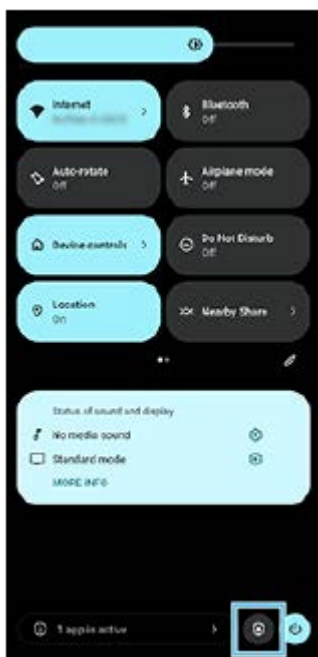 Internet
Bluetooth
Off
Auto-rotate
Off
Airplane mode
Off
Device controls
Do Not Disturb
Off
Location
On
Nearby Share
Status of sound and display
No media sound
Standard mode
MORE INFO
1 app is active